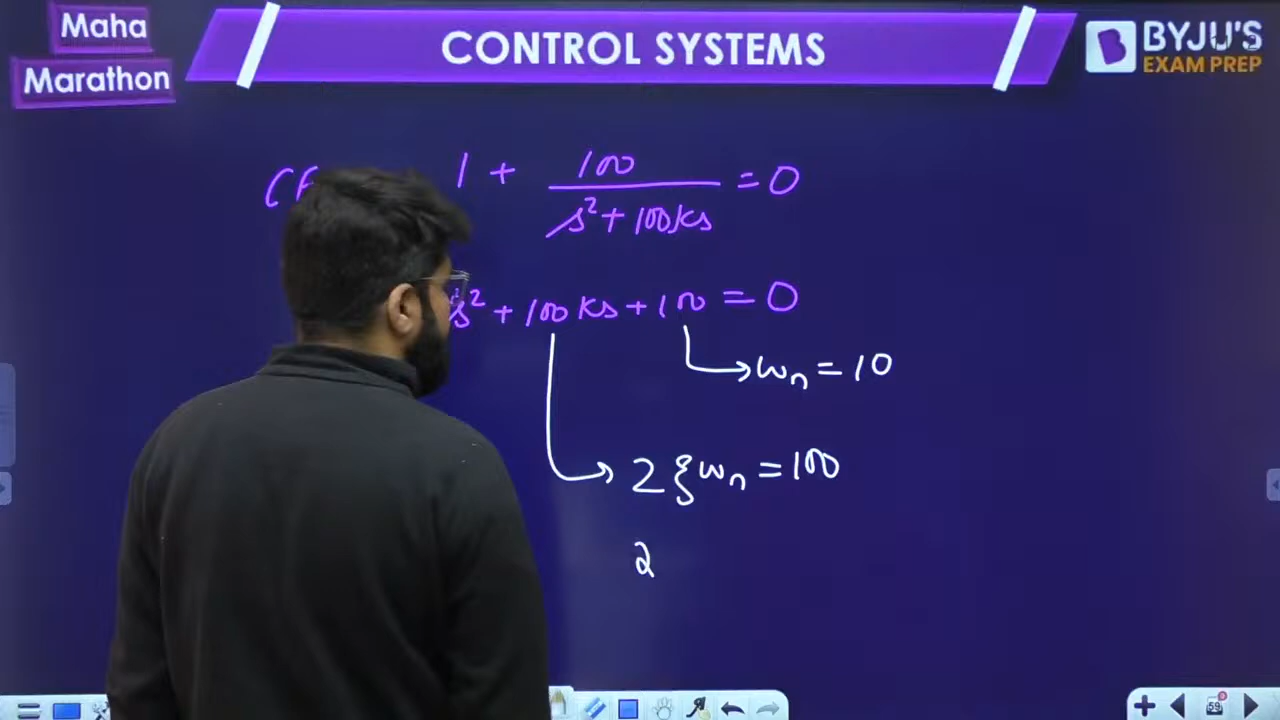 Maha
Marathon
CONTROL SYSTEMS
BYJU'S
EXAM PREP
1 + 100 / (s² + 100ks) = 0
s² + 100ks + 100 = 0
→ ωn = 10
→ 2ξωn = 100
2